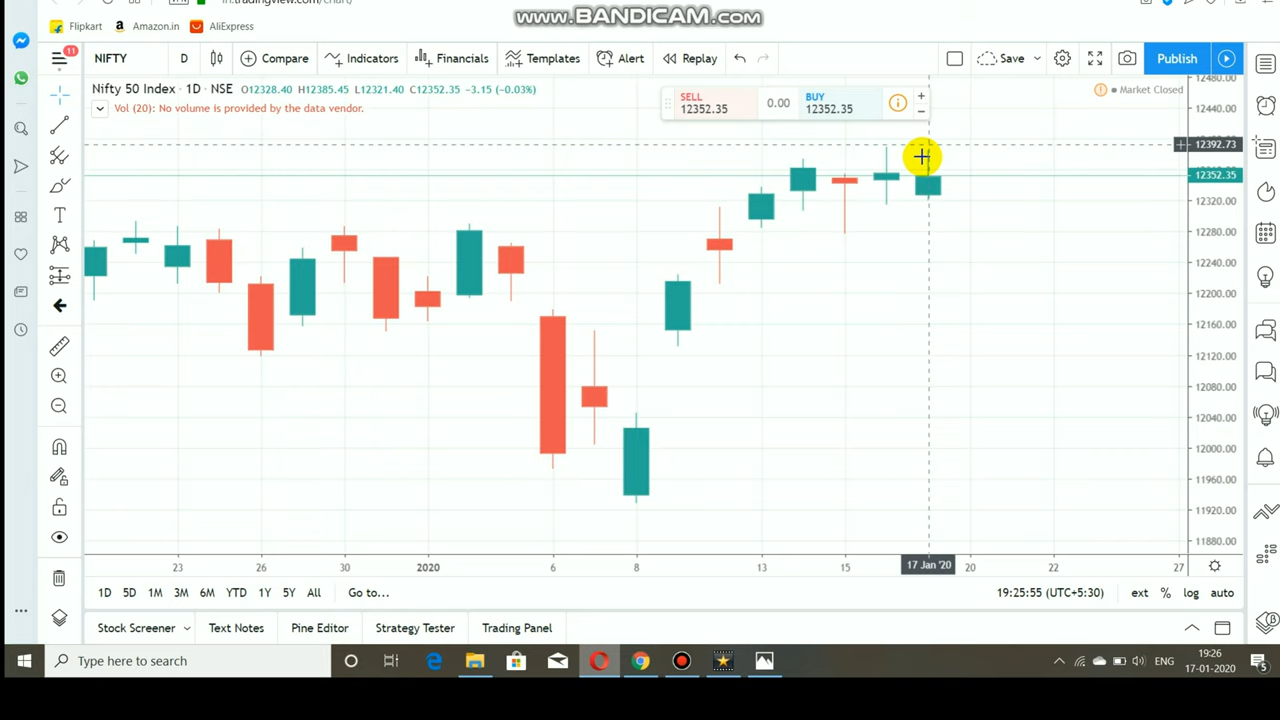 in.tradingview.com/chart/
www.BANDICAM.com
Flipkart
Amazon.in
AliExpress
11
NIFTY
D
Compare
Indicators
Financials
Templates
Alert
Replay
Save
Publish
Nifty 50 Index · 1D · NSE O12328.40 H12385.45 L12321.40 C12352.35 −3.15 (−0.03%)
Vol (20): No volume is provided by the data vendor.
SELL
12352.35
0.00
BUY
12352.35
Market Closed
12480.00
12440.00
12392.73
12352.35
12320.00
12280.00
12240.00
12200.00
12160.00
12120.00
12080.00
12040.00
12000.00
11960.00
11920.00
11880.00
23
26
30
2020
6
8
13
15
17 Jan '20
20
22
27
1D 5D 1M 3M 6M YTD 1Y 5Y All Go to...
19:25:55 (UTC+5:30) ext % log auto
Stock Screener Text Notes Pine Editor Strategy Tester Trading Panel
Type here to search
ENG
19:26
17-01-2020
5